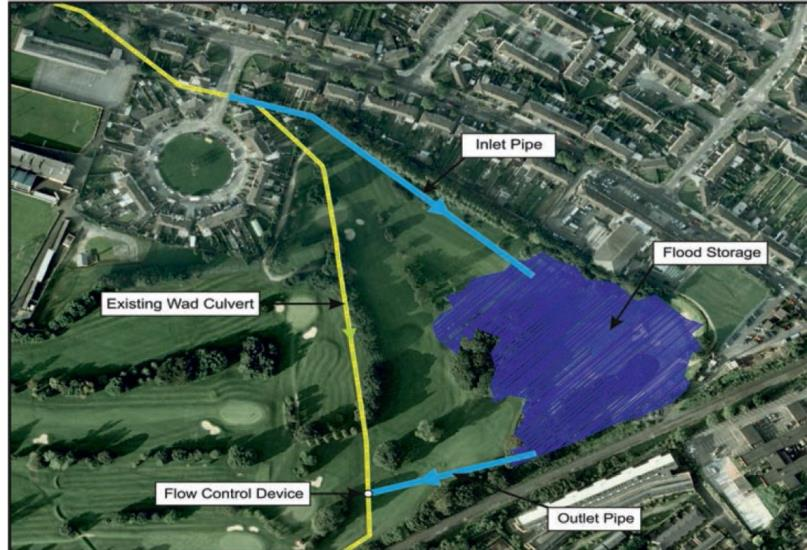 Inlet Pipe
Flood Storage
Existing Wad Culvert
Flow Control Device
Outlet Pipe